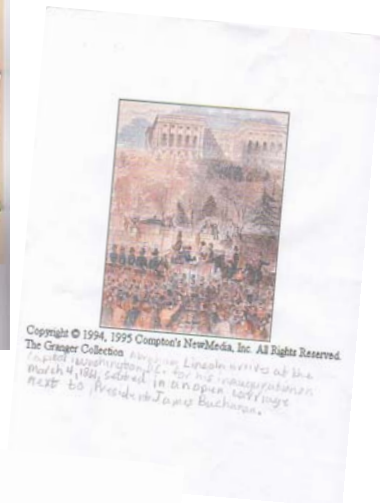 Copyright © 1994, 1995 Compton's NewMedia, Inc. All Rights Reserved.
The Granger Collection Abraham Lincoln arrives at the
Capitol Washington, D.C. for his inauguration on
March 4, 1861, seated in an open carriage
next to President James Buchanan.